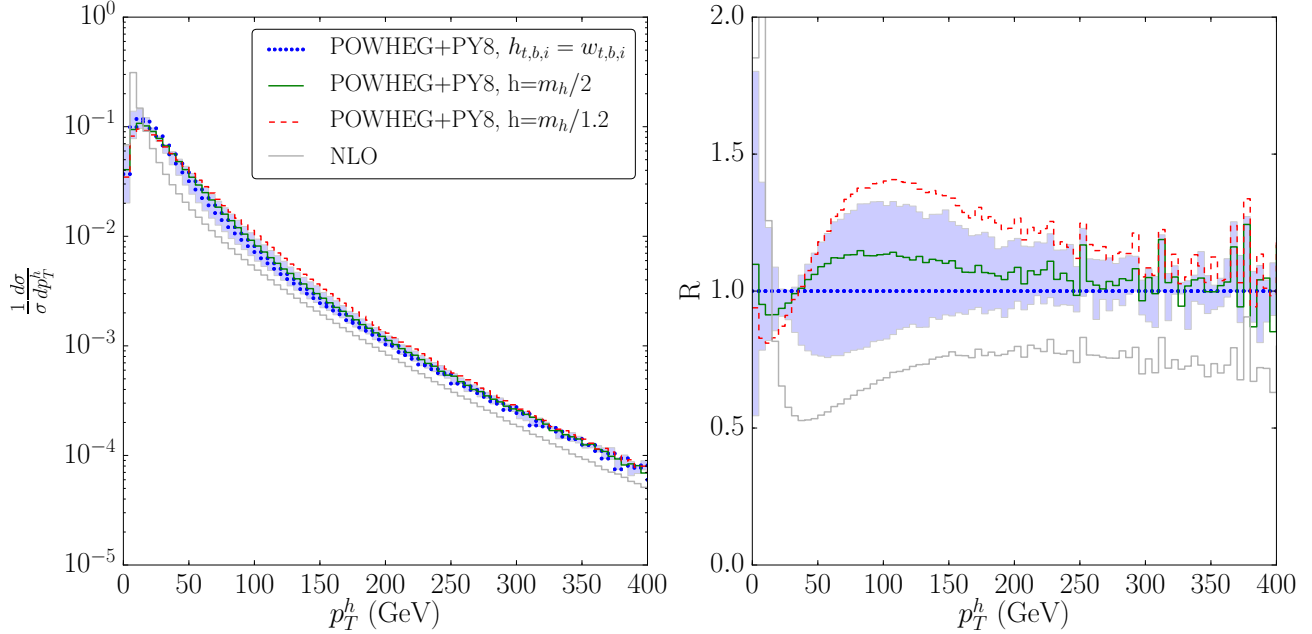 10⁰
10⁻¹
10⁻²
10⁻³
10⁻⁴
10⁻⁵
1/σ dσ/dp_T^h
0 50 100 150 200 250 300 350 400
p_T^h (GeV)
POWHEG+PY8, h_{t,b,i} = w_{t,b,i}
POWHEG+PY8, h=m_h/2
POWHEG+PY8, h=m_h/1.2
NLO
2.0
1.5
1.0
0.5
0.0
R
0 50 100 150 200 250 300 350 400
p_T^h (GeV)